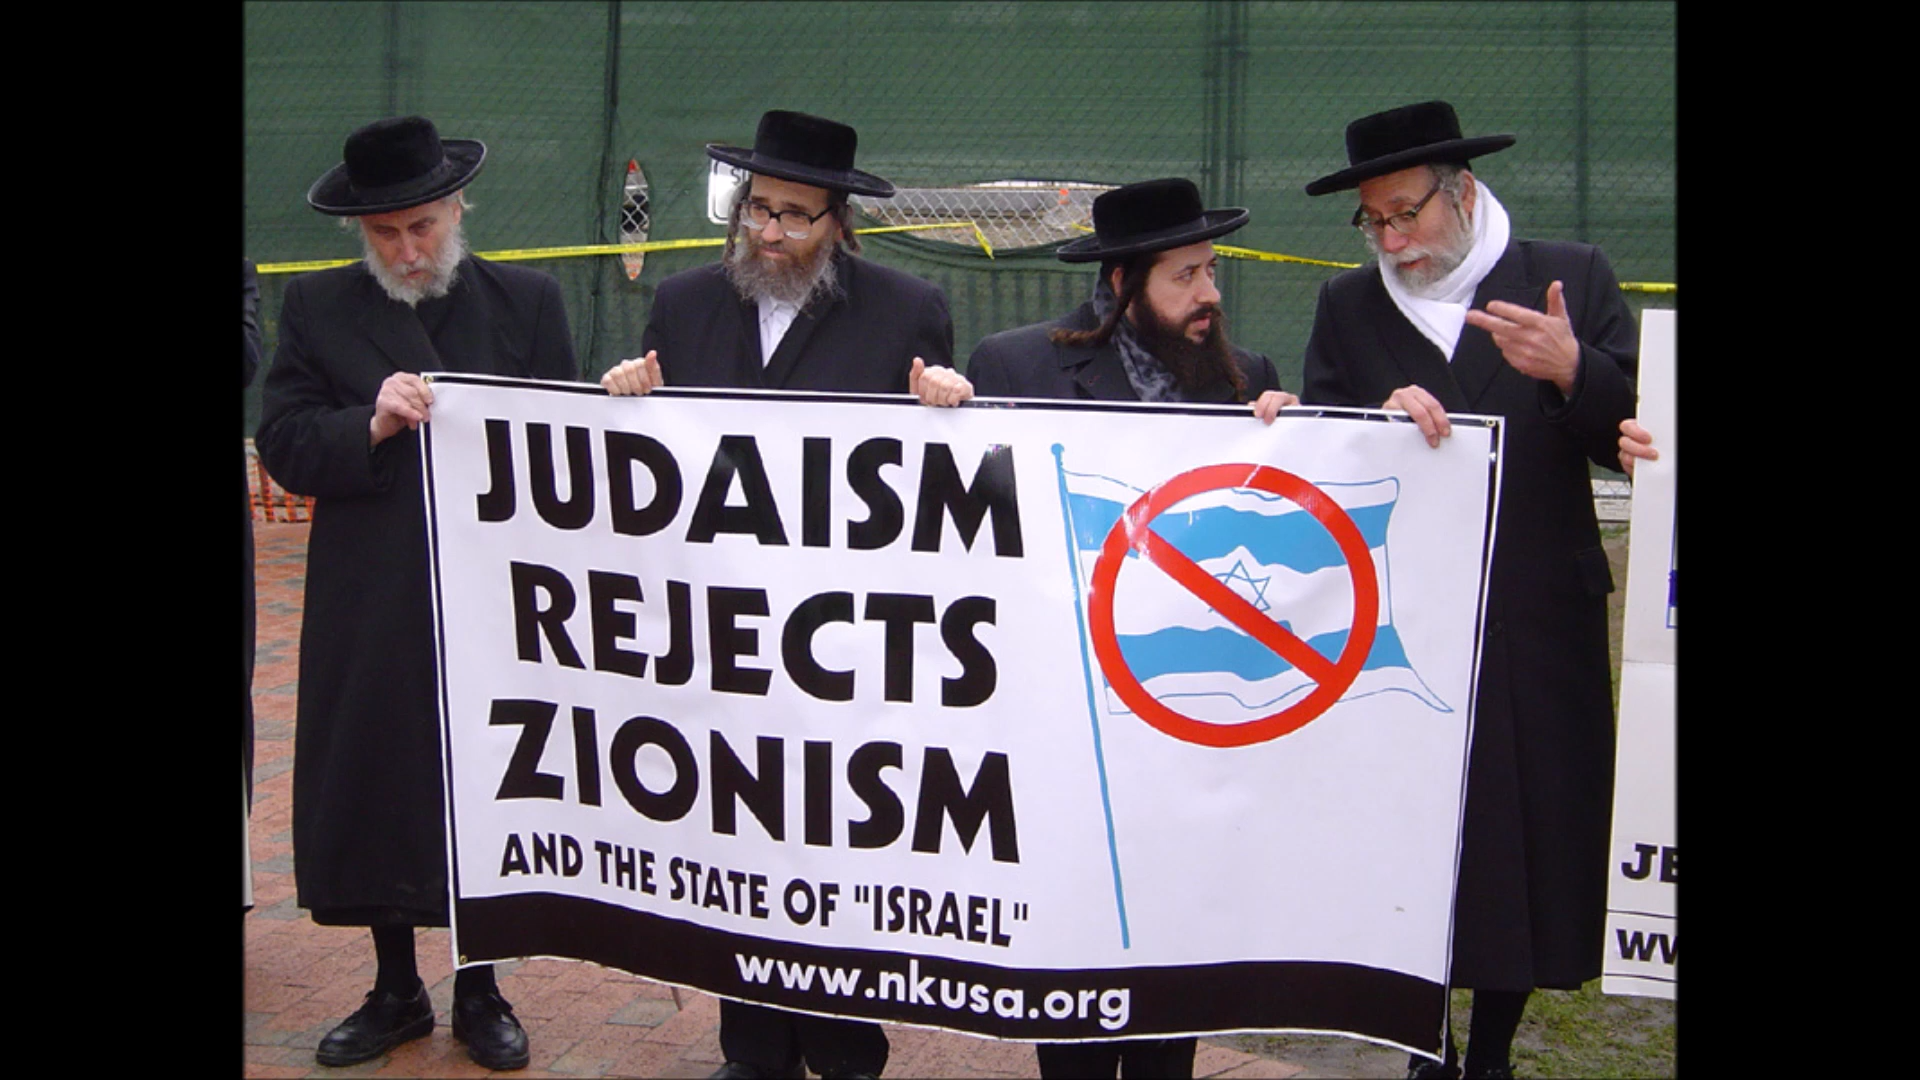 JUDAISM
REJECTS
ZIONISM
AND THE STATE OF "ISRAEL"
www.nkusa.org